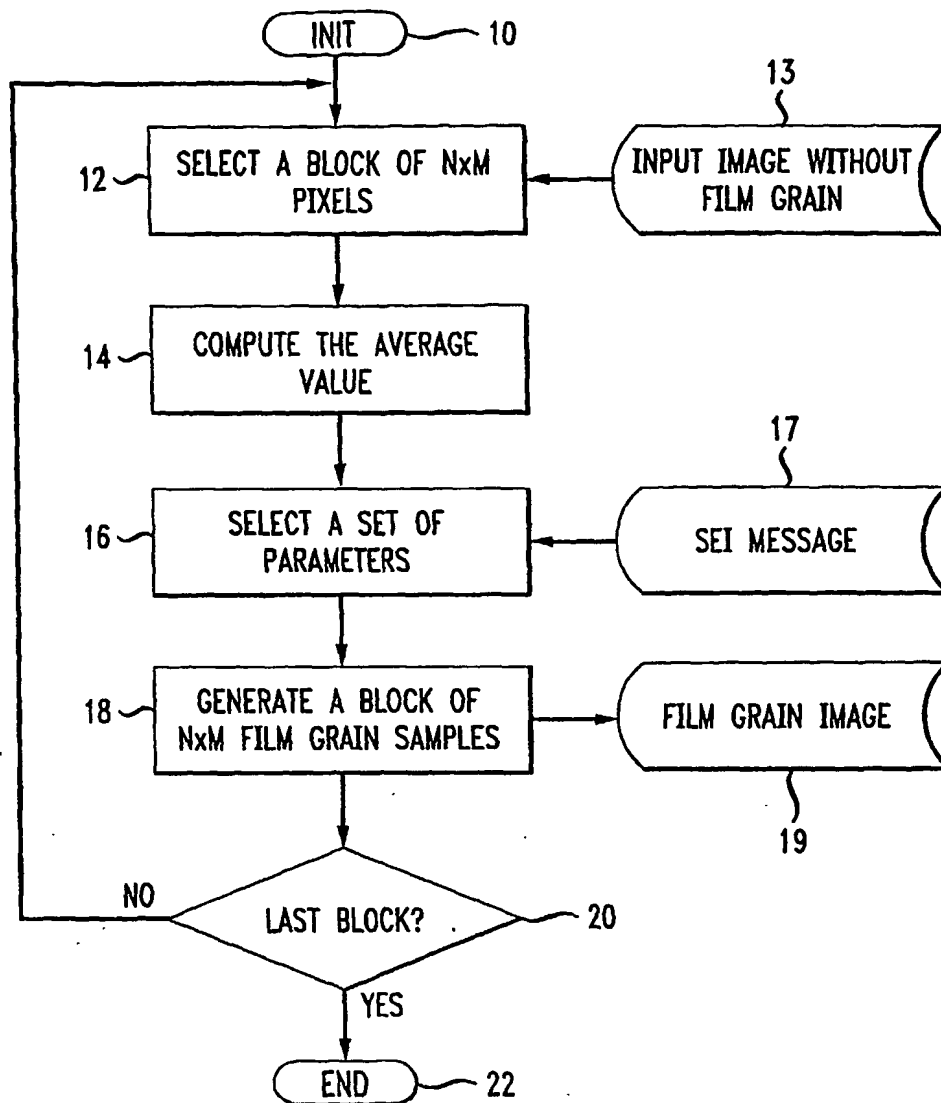 INIT
10
13
12
SELECT A BLOCK OF NxM
PIXELS
INPUT IMAGE WITHOUT
FILM GRAIN
14
COMPUTE THE AVERAGE
VALUE
17
16
SELECT A SET OF
PARAMETERS
SEI MESSAGE
18
GENERATE A BLOCK OF
NxM FILM GRAIN SAMPLES
FILM GRAIN IMAGE
19
NO
LAST BLOCK?
20
YES
END
22